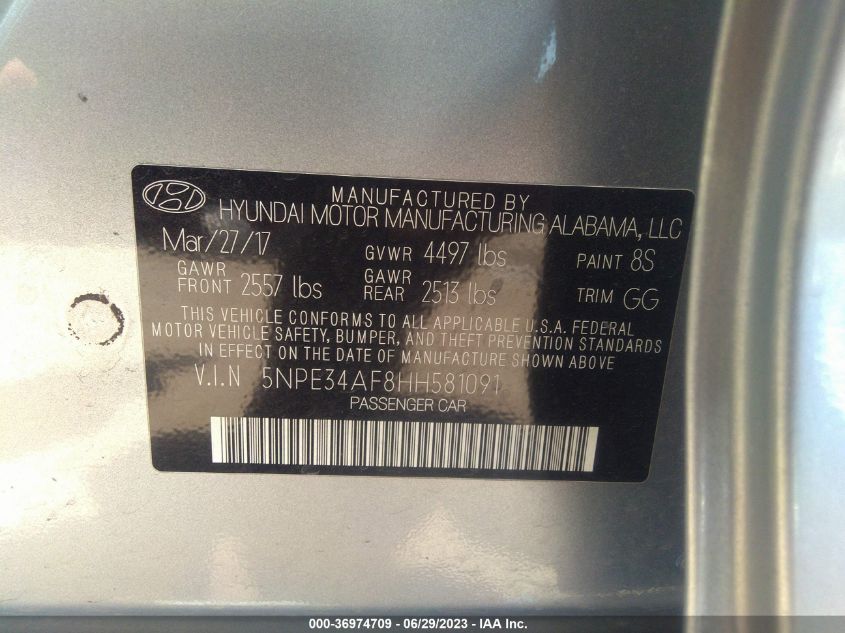 MANUFACTURED BY
HYUNDAI MOTOR MANUFACTURING ALABAMA, LLC
Mar/27/17 GVWR 4497 lbs PAINT 8S
GAWR FRONT 2557 lbs GAWR REAR 2513 lbs TRIM GG
THIS VEHICLE CONFORMS TO ALL APPLICABLE U.S.A. FEDERAL
MOTOR VEHICLE SAFETY, BUMPER, AND THEFT PREVENTION STANDARDS
IN EFFECT ON THE DATE OF MANUFACTURE SHOWN
V.I.N 5NPE34AF8HH581091
PASSENGER CAR
000-36974709 - 06/29/2023 - IAA Inc.